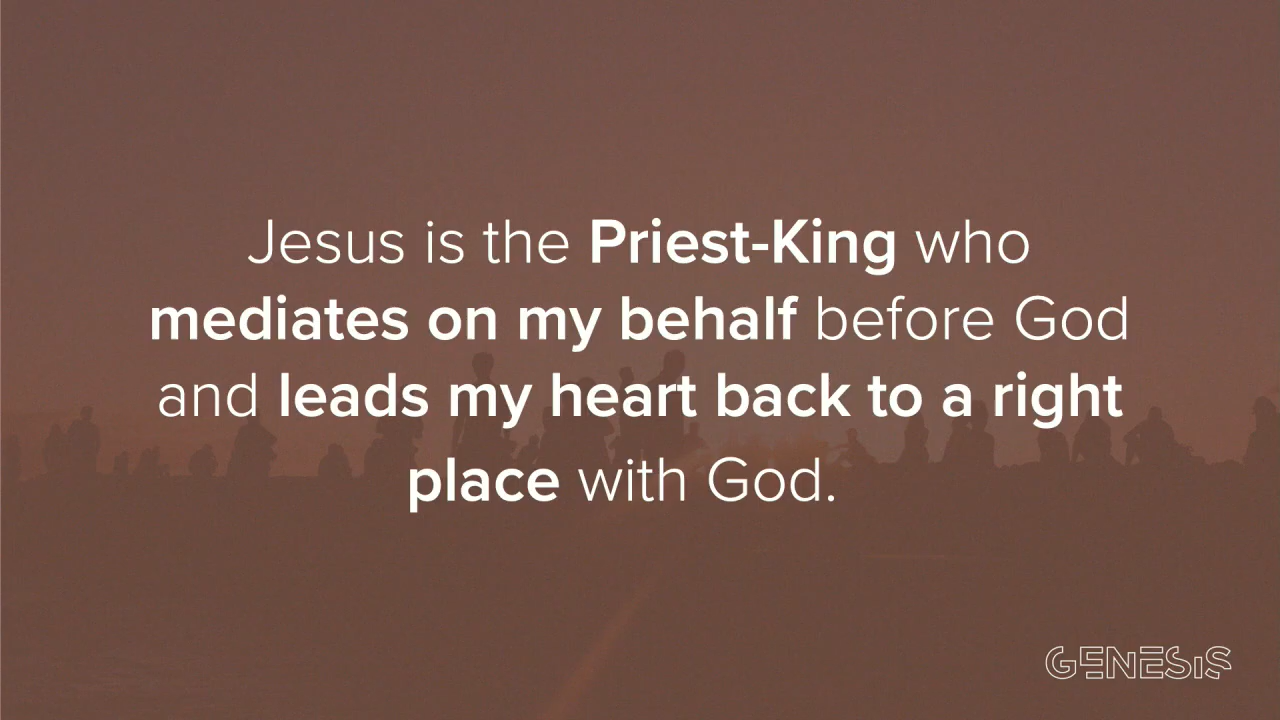 Jesus is the Priest-King who
mediates on my behalf before God
and leads my heart back to a right
place with God.
GENESIS